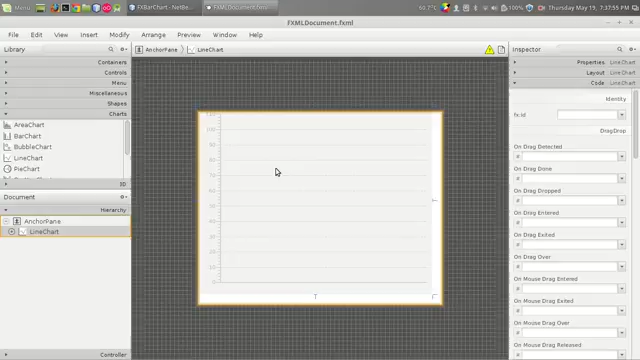 Menu
FXBarChart - NetBe...
FXMLDocument.fxml
60.7°C
100%
Thursday May 19, 7:37:55 PM
FXMLDocument.fxml
File
Edit
View
Insert
Modify
Arrange
Preview
Window
Help
Library
AnchorPane
LineChart
Inspector
Containers
Controls
Menu
Miscellaneous
Shapes
Charts
AreaChart
BarChart
BubbleChart
LineChart
PieChart
3D
Document
Hierarchy
AnchorPane
LineChart
Controller
110
100
90
80
70
60
50
40
30
20
10
0
Properties LineChart
Layout LineChart
Code LineChart
Identity
fx:id
DragDrop
On Drag Detected
#
On Drag Done
#
On Drag Dropped
#
On Drag Entered
#
On Drag Exited
#
On Drag Over
#
On Mouse Drag Entered
#
On Mouse Drag Exited
#
On Mouse Drag Over
#
On Mouse Drag Released